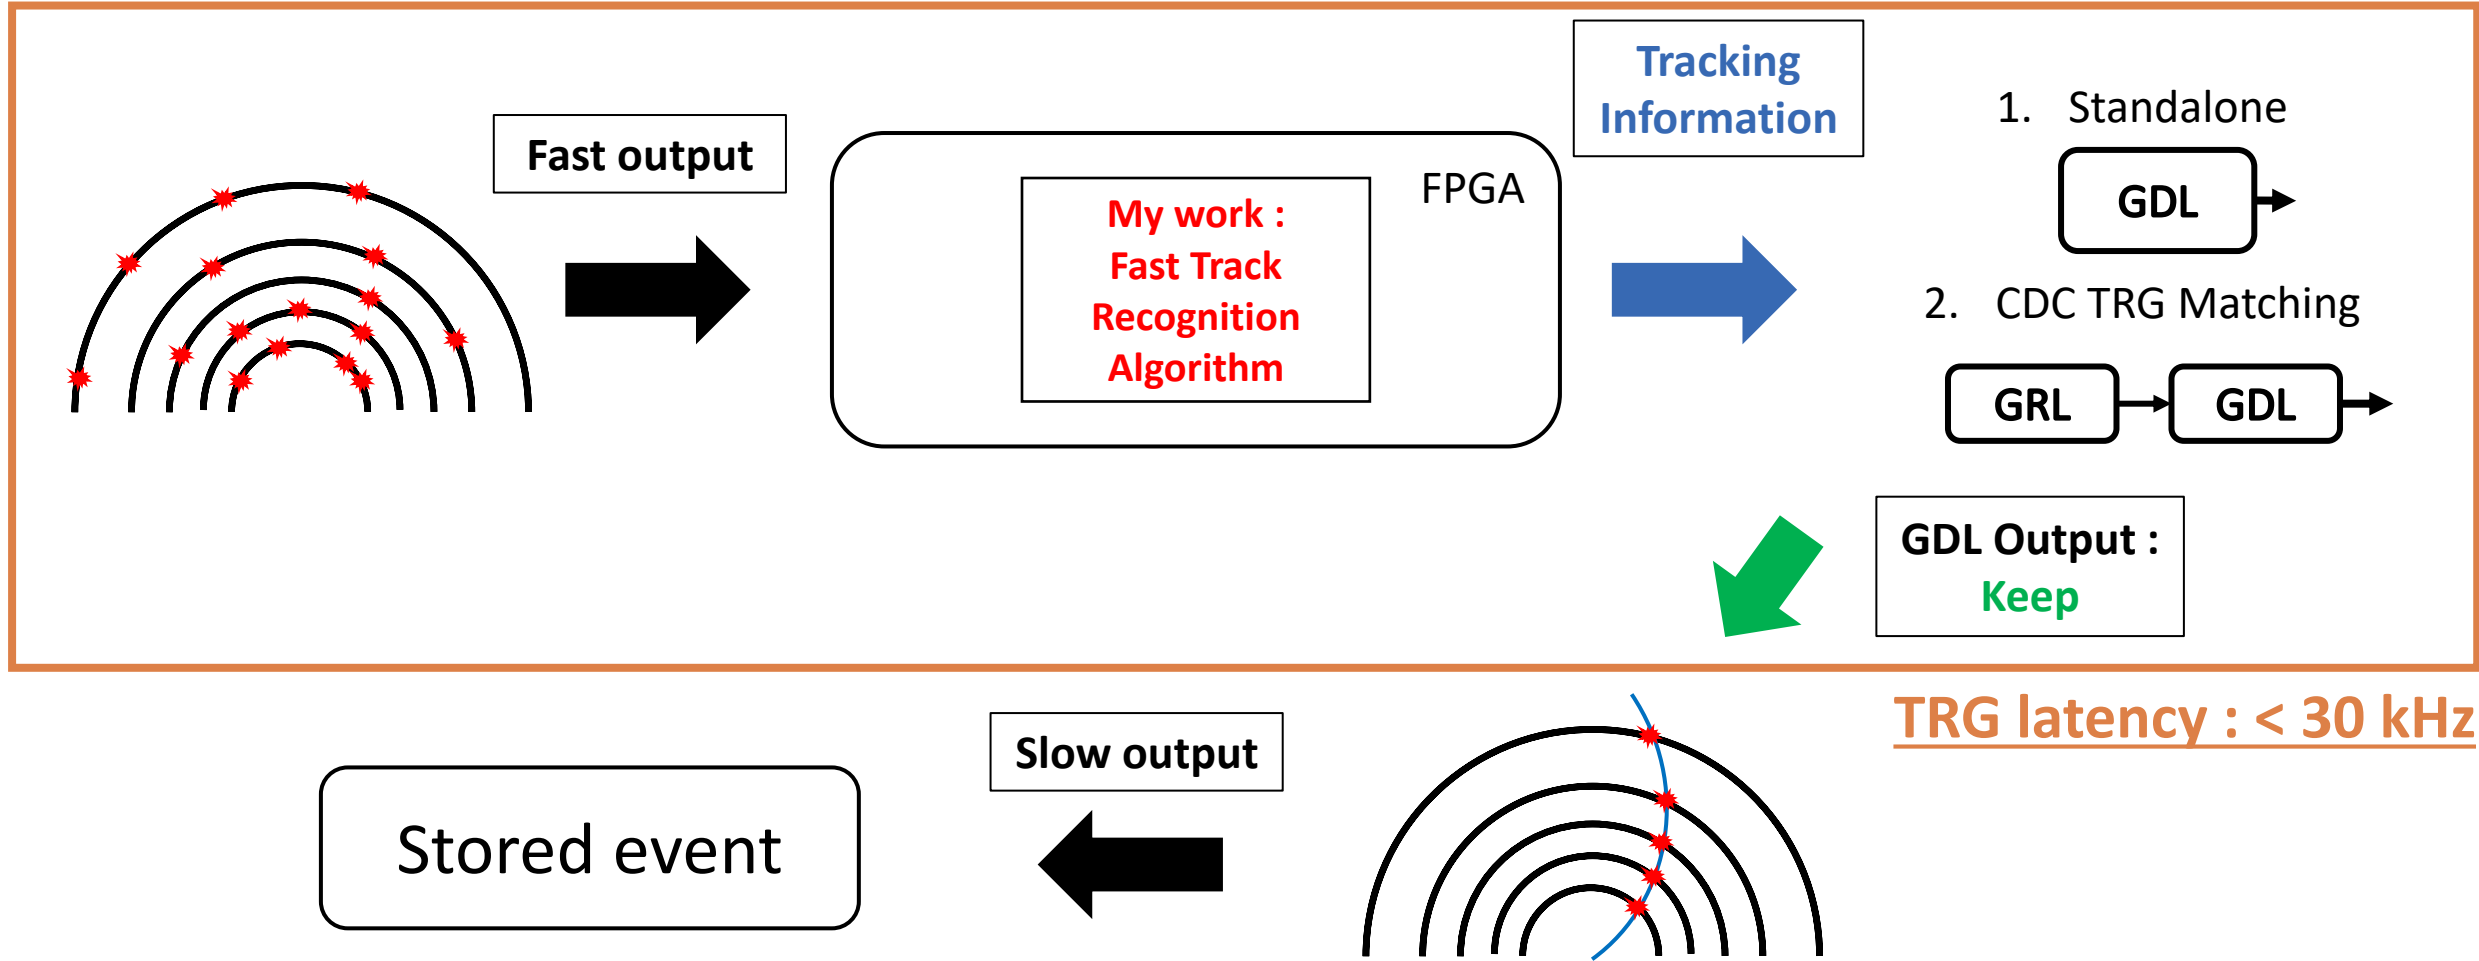 Fast output
FPGA
My work :
Fast Track
Recognition
Algorithm
Tracking
Information
1. Standalone
GDL
2. CDC TRG Matching
GRL
GDL
GDL Output :
Keep
TRG latency : < 30 kHz
Slow output
Stored event